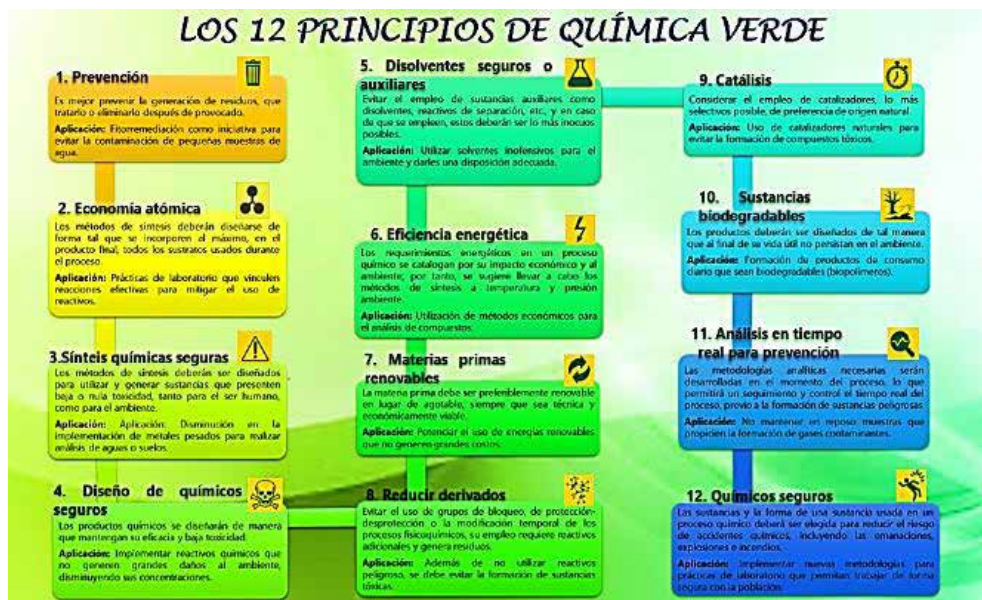 LOS 12 PRINCIPIOS DE QUÍMICA VERDE
1. Prevención
Es mejor prevenir la generación de residuos, que
tratarlo o eliminarlo después de provocado.
Aplicación: Fitorremediación como iniciativa para
evitar la contaminación de pequeñas muestras de
agua.
2. Economía atómica
Los métodos de síntesis deberán diseñarse de
forma tal que se incorporen al máximo, en el
producto final, todos los sustratos usados durante
el proceso.
Aplicación: Prácticas de laboratorio que vinculen
reacciones efectivas para mitigar el uso de
reactivos.
3.Sínteis químicas seguras
Los métodos de síntesis deberán ser diseñados
para utilizar y generar sustancias que presenten
baja o nula toxicidad, tanto para el ser humano,
como para el ambiente.
Aplicación: Aplicación: Disminución en la
implementación de metales pesados para realizar
análisis de aguas o suelos.
4. Diseño de químicos
seguros
Los productos químicos se diseñarán de manera
que mantengan su eficacia y baja toxicidad.
Aplicación: Implementar reactivos químicos que
no generen grandes daños al ambiente,
disminuyendo sus concentraciones.
5. Disolventes seguros o
auxiliares
Evitar el empleo de sustancias auxiliares como
disolventes, reactivos de separación, etc., y en caso
de que se empleen, estos deberán ser lo más inocuos
posibles.
Aplicación: Utilizar solventes inofensivos para el
ambiente y darles una disposición adecuada.
6. Eficiencia energética
Los requerimientos energéticos en un proceso
químico se catalogan por su impacto económico y al
ambiente; por tanto, se sugiere llevar a cabo los
métodos de síntesis a temperatura y presión
ambiente.
Aplicación: Utilización de métodos económicos para
el análisis de compuestos.
7. Materias primas
renovables
La materia prima debe ser preferiblemente renovable
en lugar de agotable, siempre que sea técnica y
económicamente viable.
Aplicación: Potenciar el uso de energías renovables
que no generen grandes costos.
8. Reducir derivados
Evitar el uso de grupos de bloqueo, de protección-
desprotección o la modificación temporal de los
procesos fisicoquímicos, su empleo requiere reactivos
adicionales y genera residuos.
Aplicación: Además de no utilizar reactivos
peligroso, se debe evitar la formación de sustancias
tóxicas.
9. Catálisis
Considerar el empleo de catalizadores, lo más
selectivos posible, de preferencia de origen natural.
Aplicación: Uso de catalizadores naturales para
evitar la formación de compuestos tóxicos.
10. Sustancias
biodegradables
Los productos deberán ser diseñados de tal manera
que al final de su vida útil no persistan en el ambiente.
Aplicación: Formación de productos de consumo
diario que sean biodegradables (biopolímeros).
11. Análisis en tiempo
real para prevención
Las metodologías analíticas necesarias serán
desarrolladas en el momento del proceso, lo que
permitirá un seguimiento y control el tiempo real del
proceso, previo a la formación de sustancias peligrosas.
Aplicación: No mantener en reposo muestras que
propicien la formación de gases contaminantes.
12. Químicos seguros
Las sustancias y la forma de una sustancia usada en un
proceso químico deberá ser elegida para reducir el riesgo
de accidentes químicos, incluyendo las emanaciones,
explosiones e incendios.
Aplicación: Implementar nuevas metodologías para
prácticas de laboratorio que permitan trabajar de forma
segura con la población.